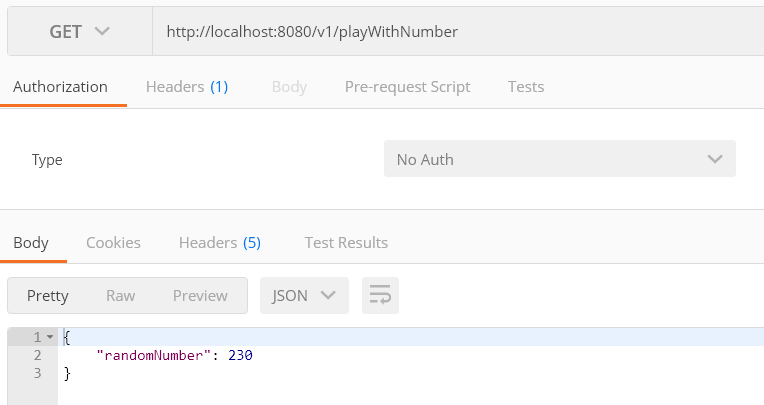 GET http://localhost:8080/v1/playWithNumber
Authorization Headers (1) Body Pre-request Script Tests
Type No Auth
Body Cookies Headers (5) Test Results
Pretty Raw Preview JSON
1 {
2 "randomNumber": 230
3 }